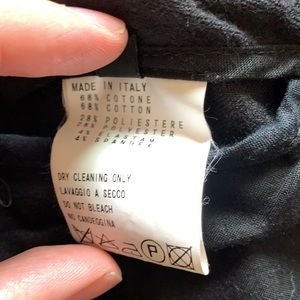 MADE IN ITALY
68% COTONE
68% COTTON
28% POLIESTERE
28% POLYESTER
4% ELASTAM
4% SPANDEX
DRY CLEANING ONLY
LAVAGGIO A SECCO
DO NOT BLEACH
NO CANDEGGINA
P